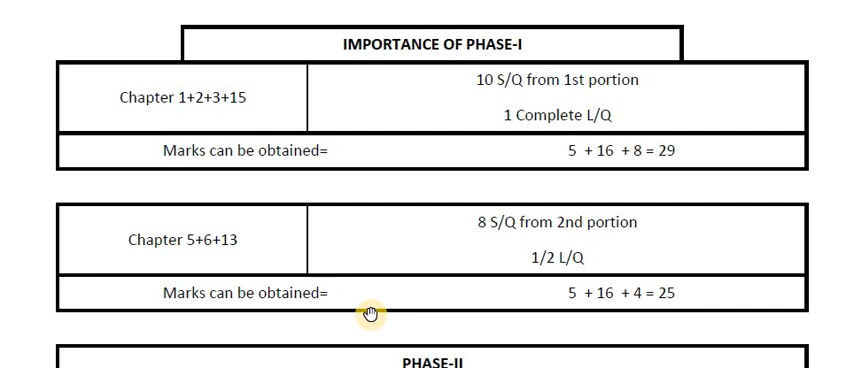 IMPORTANCE OF PHASE-I
Chapter 1+2+3+15
10 S/Q from 1st portion
1 Complete L/Q
Marks can be obtained= 5 + 16 + 8 = 29
Chapter 5+6+13
8 S/Q from 2nd portion
1/2 L/Q
Marks can be obtained= 5 + 16 + 4 = 25
PHASE-II